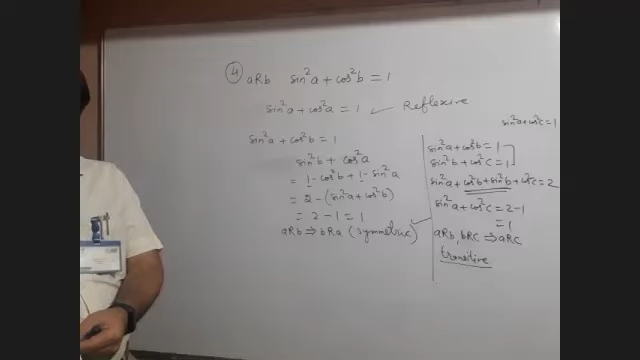 ④ aRb sin²a + cos²b = 1
sin²a + cos²a = 1 ✓ Reflexive
sin²a + cos²b = 1
sin²b + cos²a
= 1 - cos²b + 1 - sin²a
= 2 - (sin²a + cos²b)
= 2 - 1 = 1
aRb ⇒ bRa (symmetric) ✓
sin²a + cos²c = 1
sin²a + cos²b = 1
sin²b + cos²c = 1
sin²a + cos²b + sin²b + cos²c = 2
sin²a + cos²c = 2 - 1
= 1
aRb, bRC ⇒ aRC
transitive